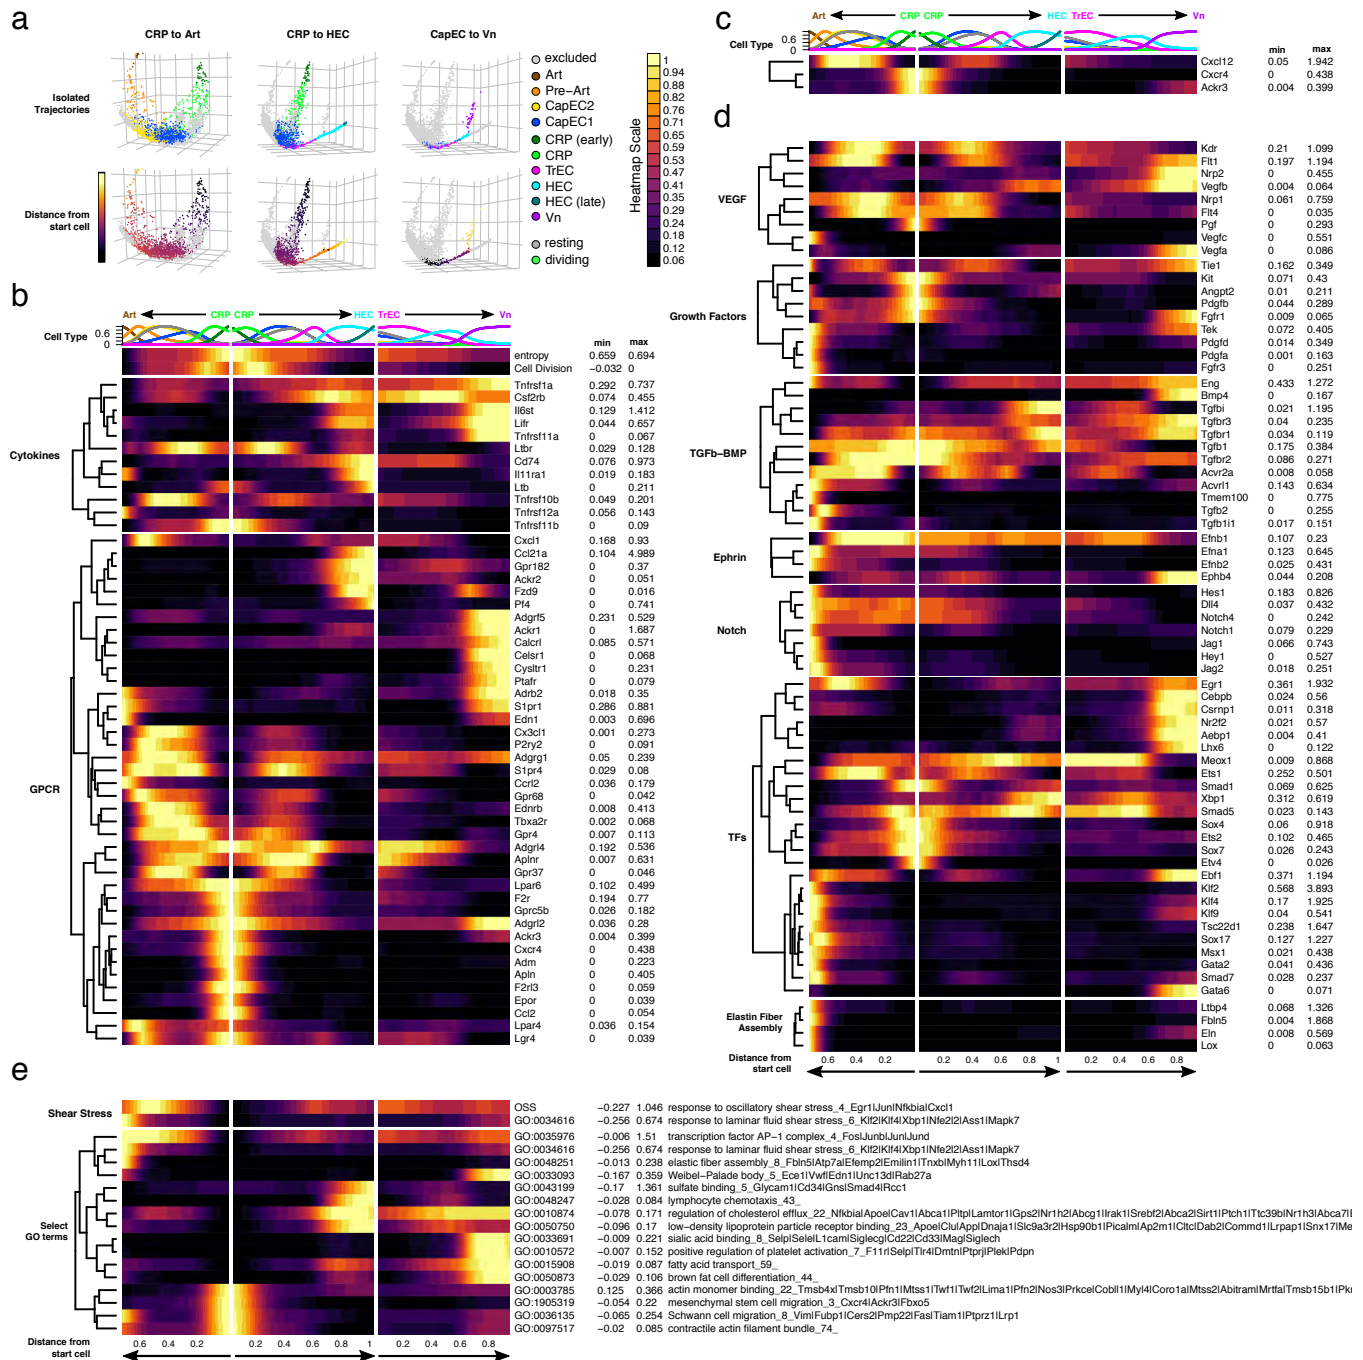 a
CRP to Art
CRP to HEC
CapEC to Vn
Isolated
Trajectories
Distance from
start cell
excluded
Art
Pre-Art
CapEC2
CapEC1
CRP (early)
CRP
TrEC
HEC
HEC (late)
Vn
resting
dividing
Heatmap Scale
1
0.94
0.88
0.82
0.76
0.71
0.65
0.59
0.53
0.47
0.41
0.35
0.29
0.24
0.18
0.12
0.06
b
Art CRP CRP HEC TrEC Vn
Cell Type
0.6
0
min max
entropy 0.659 0.694
Cell Division −0.032 0
Cytokines
Tnfrsf1a 0.292 0.737
Csf2rb 0.074 0.455
Il6st 0.129 1.412
Lifr 0.044 0.657
Tnfrsf11a 0 0.067
Ltbr 0.029 0.128
Cd74 0.076 0.973
Il11ra1 0.019 0.183
Ltb 0 0.211
Tnfrsf10b 0.049 0.201
Tnfrsf12a 0.056 0.143
Tnfrsf11b 0 0.09
GPCR
Cxcl1 0.168 0.93
Ccl21a 0.104 4.989
Gpr182 0 0.37
Ackr2 0 0.051
Fzd9 0 0.016
Pf4 0 0.741
Adgrf5 0.231 0.529
Ackr1 0 1.687
Calcrl 0.085 0.571
Celsr1 0 0.068
Cysltr1 0 0.231
Ptafr 0 0.079
Adrb2 0.018 0.35
S1pr1 0.286 0.881
Edn1 0.003 0.696
Cx3cl1 0.001 0.273
P2ry2 0 0.091
Adgrg1 0.05 0.239
S1pr4 0.029 0.08
Ccrl2 0.036 0.179
Gpr68 0 0.042
Ednrb 0.008 0.413
Tbxa2r 0.002 0.068
Gpr4 0.007 0.113
Adgrl4 0.192 0.536
Aplnr 0.007 0.631
Gpr37 0 0.046
Lpar6 0.102 0.499
F2r 0.194 0.77
Gprc5b 0.026 0.182
Adgrl2 0.036 0.28
Ackr3 0.004 0.399
Cxcr4 0 0.438
Adm 0 0.223
Apln 0 0.405
F2rl3 0 0.059
Epor 0 0.039
Ccl2 0 0.054
Lpar4 0.036 0.154
Lgr4 0 0.039
c
Art CRP CRP HEC TrEC Vn
Cell Type
0.6
0
min max
Cxcl12 0.05 1.942
Cxcr4 0 0.438
Ackr3 0.004 0.399
d
VEGF
Kdr 0.21 1.099
Flt1 0.197 1.194
Nrp2 0 0.455
Vegfb 0.004 0.064
Nrp1 0.061 0.759
Flt4 0 0.035
Pgf 0 0.293
Vegfc 0 0.551
Vegfa 0 0.086
Growth Factors
Tie1 0.162 0.349
Kit 0.071 0.43
Angpt2 0.01 0.211
Pdgfb 0.044 0.289
Fgfr1 0.009 0.065
Tek 0.072 0.405
Pdgfd 0.014 0.349
Pdgfa 0.001 0.163
Fgfr3 0 0.251
TGFb−BMP
Eng 0.433 1.272
Bmp4 0 0.167
Tgfbi 0.021 1.195
Tgfbr3 0.04 0.235
Tgfbr1 0.034 0.119
Tgfb1 0.175 0.384
Tgfbr2 0.086 0.271
Acvr2a 0.008 0.058
Acvrl1 0.143 0.634
Tmem100 0 0.775
Tgfb2 0 0.255
Tgfb1i1 0.017 0.151
Ephrin
Efnb1 0.107 0.23
Efna1 0.123 0.645
Efnb2 0.025 0.431
Ephb4 0.044 0.208
Notch
Hes1 0.183 0.826
Dll4 0.037 0.432
Notch4 0 0.242
Notch1 0.079 0.229
Jag1 0.066 0.743
Hey1 0 0.527
Jag2 0.018 0.251
TFs
Egr1 0.361 1.932
Cebpb 0.024 0.56
Csrnp1 0.011 0.318
Nr2f2 0.021 0.57
Aebp1 0.004 0.41
Lhx6 0 0.122
Meox1 0.009 0.868
Ets1 0.252 0.501
Smad1 0.069 0.625
Xbp1 0.312 0.619
Smad5 0.023 0.143
Sox4 0.06 0.918
Ets2 0.102 0.465
Sox7 0.026 0.243
Etv4 0 0.026
Ebf1 0.371 1.194
Klf2 0.568 3.893
Klf4 0.17 1.925
Klf9 0.04 0.541
Tsc22d1 0.238 1.647
Sox17 0.127 1.227
Msx1 0.021 0.438
Gata2 0.041 0.436
Smad7 0.028 0.237
Gata6 0 0.071
Elastin Fiber
Assembly
Ltbp4 0.068 1.326
Fbln5 0.004 1.868
Eln 0.008 0.569
Lox 0 0.063
Distance from
start cell
0.6 0.4 0.2 0.2 0.4 0.6 0.8 1 0.2 0.4 0.6 0.8
e
Shear Stress
OSS −0.227 1.046 response to oscillatory shear stress_4_Egr1|Jun|Nfkbia|Cxcl1
GO:0034616 −0.256 0.674 response to laminar fluid shear stress_6_Klf2|Klf4|Xbp1|Nfe2l2|Ass1|Mapk7
Select
GO terms
GO:0035976 −0.006 1.51 transcription factor AP−1 complex_4_Fos|Junb|Jun|Jund
GO:0034616 −0.256 0.674 response to laminar fluid shear stress_6_Klf2|Klf4|Xbp1|Nfe2l2|Ass1|Mapk7
GO:0048251 −0.013 0.238 elastic fiber assembly_8_Fbln5|Atp7a|Efemp2|Emilin1|Tnxb|Myh11|Lox|Thsd4
GO:0033093 −0.167 0.359 Weibel−Palade body_5_Ece1|Vwf|Edn1|Unc13d|Rab27a
GO:0043199 −0.17 1.361 sulfate binding_5_Glycam1|Cd34|Gns|Smad4|Rcc1
GO:0048247 −0.028 0.084 lymphocyte chemotaxis_43_
GO:0010874 −0.078 0.171 regulation of cholesterol efflux_22_Nfkbia|Apoe|Cav1|Abca1|Pltp|Lamtor1|Gps2|Nr1h2|Abcg1|Irak1|Srebf2|Abca2|Sirt1|Ptch1|Ttc39b|Nr1h3|Abca7|E
GO:0050750 −0.096 0.17 low−density lipoprotein particle receptor binding_23_Apoe|Clu|App|Dnaja1|Slc9a3r2|Hsp90b1|Picalm|Ap2m1|Cltc|Dab2|Commd1|Lrpap1|Snx17|Me
GO:0033691 −0.009 0.221 sialic acid binding_8_Selp|Sele|L1cam|Siglecg|Cd22|Cd33|Mag|Siglech
GO:0010572 −0.007 0.152 positive regulation of platelet activation_7_F11r|Selp|Tlr4|Dmtn|Ptprj|Plek|Pdpn
GO:0015908 −0.019 0.087 fatty acid transport_59_
GO:0050873 −0.029 0.106 brown fat cell differentiation_44_
GO:0003785 0.125 0.366 actin monomer binding_22_Tmsb4x|Tmsb10|Pfn1|Mtss1|Twf1|Twf2|Lima1|Pfn2|Nos3|Prkce|Cobll1|Myl4|Coro1a|Mtss2|Abitram|Mrtfa|Tmsb15b1|Pkn
GO:1905319 −0.054 0.22 mesenchymal stem cell migration_3_Cxcr4|Ackr3|Fbxo5
GO:0036135 −0.065 0.254 Schwann cell migration_8_Vim|Fubp1|Cers2|Pmp22|Fas|Tiam1|Ptprz1|Lrp1
GO:0097517 −0.02 0.085 contractile actin filament bundle_74_
Distance from
start cell
0.6 0.4 0.2 0.2 0.4 0.6 0.8 1 0.2 0.4 0.6 0.8